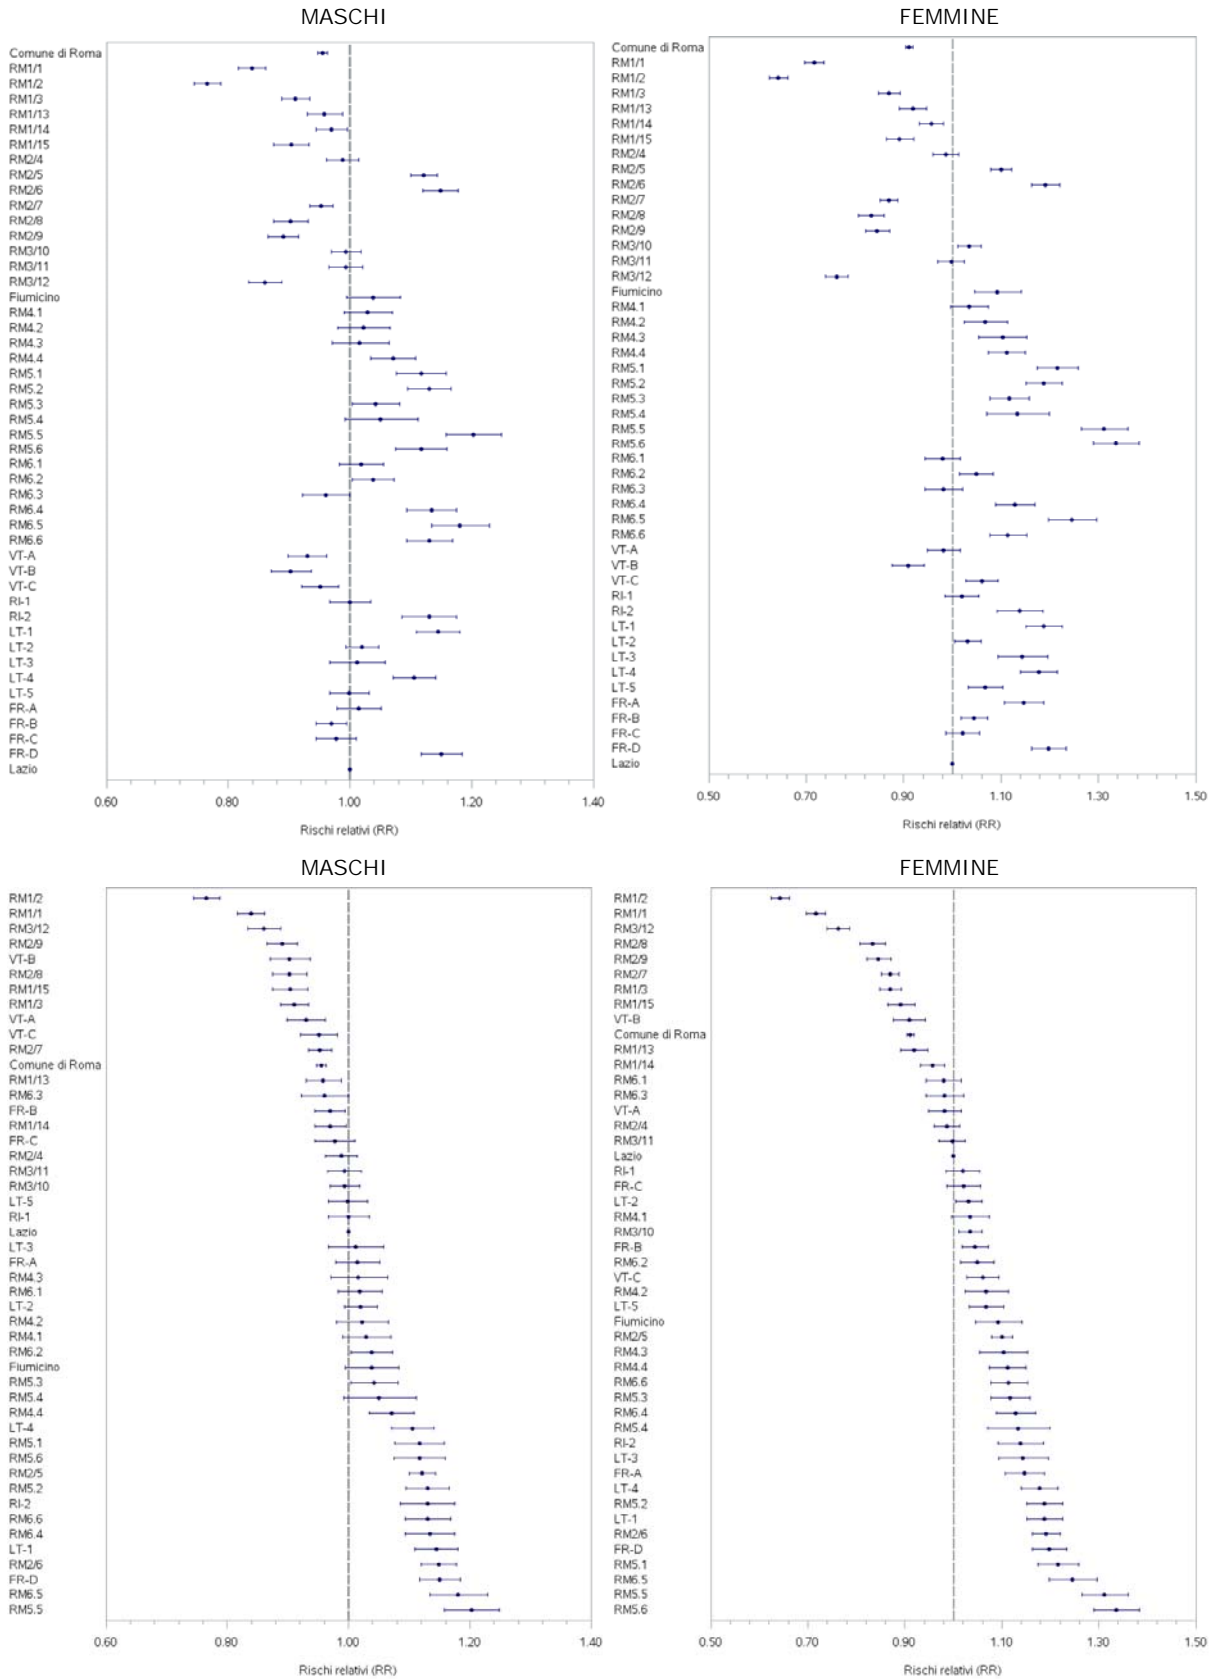 MASCHI
Comune di Roma
RM1/1
RM1/2
RM1/3
RM1/13
RM1/14
RM1/15
RM2/4
RM2/5
RM2/6
RM2/7
RM2/8
RM2/9
RM3/10
RM3/11
RM3/12
Fiumicino
RM4.1
RM4.2
RM4.3
RM4.4
RM5.1
RM5.2
RM5.3
RM5.4
RM5.5
RM5.6
RM6.1
RM6.2
RM6.3
RM6.4
RM6.5
RM6.6
VT-A
VT-B
VT-C
RI-1
RI-2
LT-1
LT-2
LT-3
LT-4
LT-5
FR-A
FR-B
FR-C
FR-D
Lazio
0.60 0.80 1.00 1.20 1.40
Rischi relativi (RR)
FEMMINE
Comune di Roma
RM1/1
RM1/2
RM1/3
RM1/13
RM1/14
RM1/15
RM2/4
RM2/5
RM2/6
RM2/7
RM2/8
RM2/9
RM3/10
RM3/11
RM3/12
Fiumicino
RM4.1
RM4.2
RM4.3
RM4.4
RM5.1
RM5.2
RM5.3
RM5.4
RM5.5
RM5.6
RM6.1
RM6.2
RM6.3
RM6.4
RM6.5
RM6.6
VT-A
VT-B
VT-C
RI-1
RI-2
LT-1
LT-2
LT-3
LT-4
LT-5
FR-A
FR-B
FR-C
FR-D
Lazio
0.50 0.70 0.90 1.10 1.30 1.50
Rischi relativi (RR)
MASCHI
RM1/2
RM1/1
RM3/12
RM2/9
VT-B
RM2/8
RM1/15
RM1/3
VT-A
VT-C
RM2/7
Comune di Roma
RM1/13
RM6.3
FR-B
RM1/14
FR-C
RM2/4
RM3/11
RM3/10
LT-5
RI-1
Lazio
LT-3
FR-A
RM4.3
RM6.1
LT-2
RM4.2
RM4.1
RM6.2
Fiumicino
RM5.3
RM5.4
RM4.4
LT-4
RM5.1
RM5.6
RM2/5
RM5.2
RI-2
RM6.6
RM6.4
LT-1
RM2/6
FR-D
RM6.5
RM5.5
0.60 0.80 1.00 1.20 1.40
Rischi relativi (RR)
FEMMINE
RM1/2
RM1/1
RM3/12
RM2/8
RM2/9
RM2/7
RM1/3
RM1/15
VT-B
Comune di Roma
RM1/13
RM1/14
RM6.1
RM6.3
VT-A
RM2/4
RM3/11
Lazio
RI-1
FR-C
LT-2
RM4.1
RM3/10
FR-B
RM6.2
VT-C
RM4.2
LT-5
Fiumicino
RM2/5
RM4.3
RM4.4
RM6.6
RM5.3
RM6.4
RM5.4
RI-2
LT-3
FR-A
LT-4
RM5.2
LT-1
RM2/6
FR-D
RM5.1
RM6.5
RM5.5
RM5.6
0.50 0.70 0.90 1.10 1.30 1.50
Rischi relativi (RR)